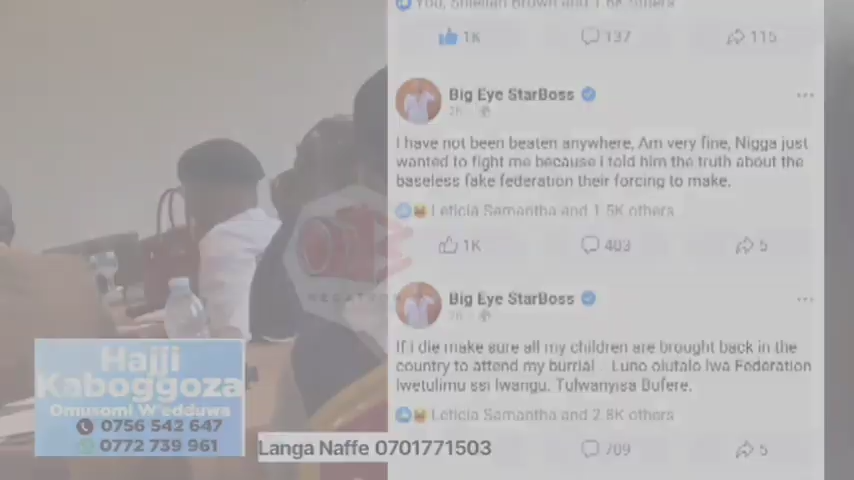 You, Shellah Brown and 1.6K others
1K 137 115
Big Eye StarBoss
I have not been beaten anywhere, Am very fine, Nigga just
wanted to fight me because i told him the truth about the
baseless fake federation their forcing to make.
Leticia Samantha and 1.5K others
1K 403 5
Big Eye StarBoss
If i die make sure all my children are brought back in the
country to attend my burrial
Luno olutalo lwa Federation
lwetulimu ssi lwangu. Tulwanyisa Bufere.
Leticia Samantha and 2.8K others
709 5
Hajji
Kaboggoza
Omusomi W edduwa
0756 542 647
0772 739 961
Langa Naffe 0701771503